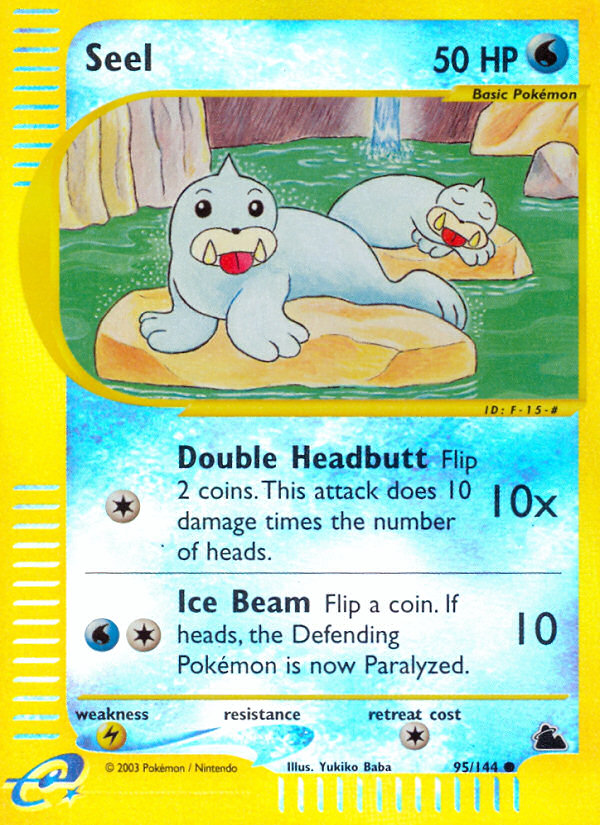 Seel 50 HP
Basic Pokémon
ID: F-15-#
Double Headbutt Flip
2 coins. This attack does 10
damage times the number
of heads.
10x
Ice Beam Flip a coin. If
heads, the Defending
Pokémon is now Paralyzed.
10
weakness resistance retreat cost
© 2003 Pokémon / Nintendo Illus. Yukiko Baba 95/144
e